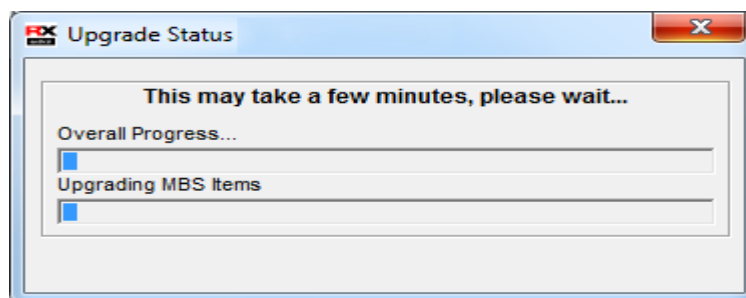 RX
Upgrade Status
This may take a few minutes, please wait...
Overall Progress...
Upgrading MBS Items